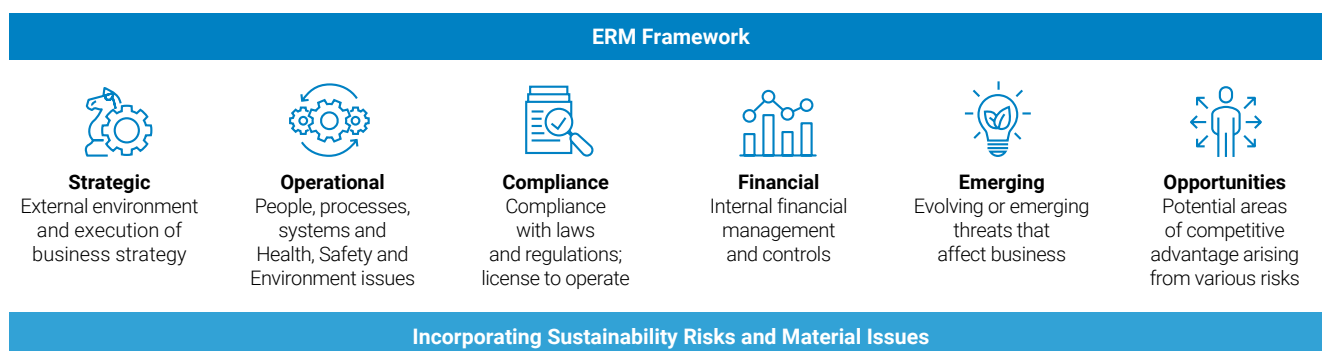 ERM Framework
Strategic
External environment
and execution of
business strategy
Operational
People, processes,
systems and
Health, Safety and
Environment issues
Compliance
Compliance
with laws
and regulations;
license to operate
Financial
Internal financial
management
and controls
Emerging
Evolving or emerging
threats that
affect business
Opportunities
Potential areas
of competitive
advantage arising
from various risks
Incorporating Sustainability Risks and Material Issues